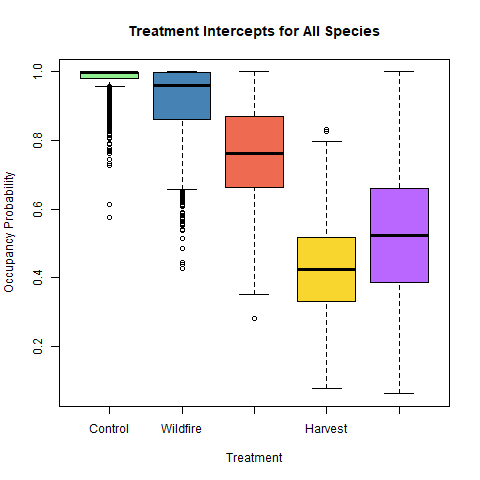 Treatment Intercepts for All Species
Occupancy Probability
1.0
0.8
0.6
0.4
0.2
Control Wildfire Harvest
Treatment